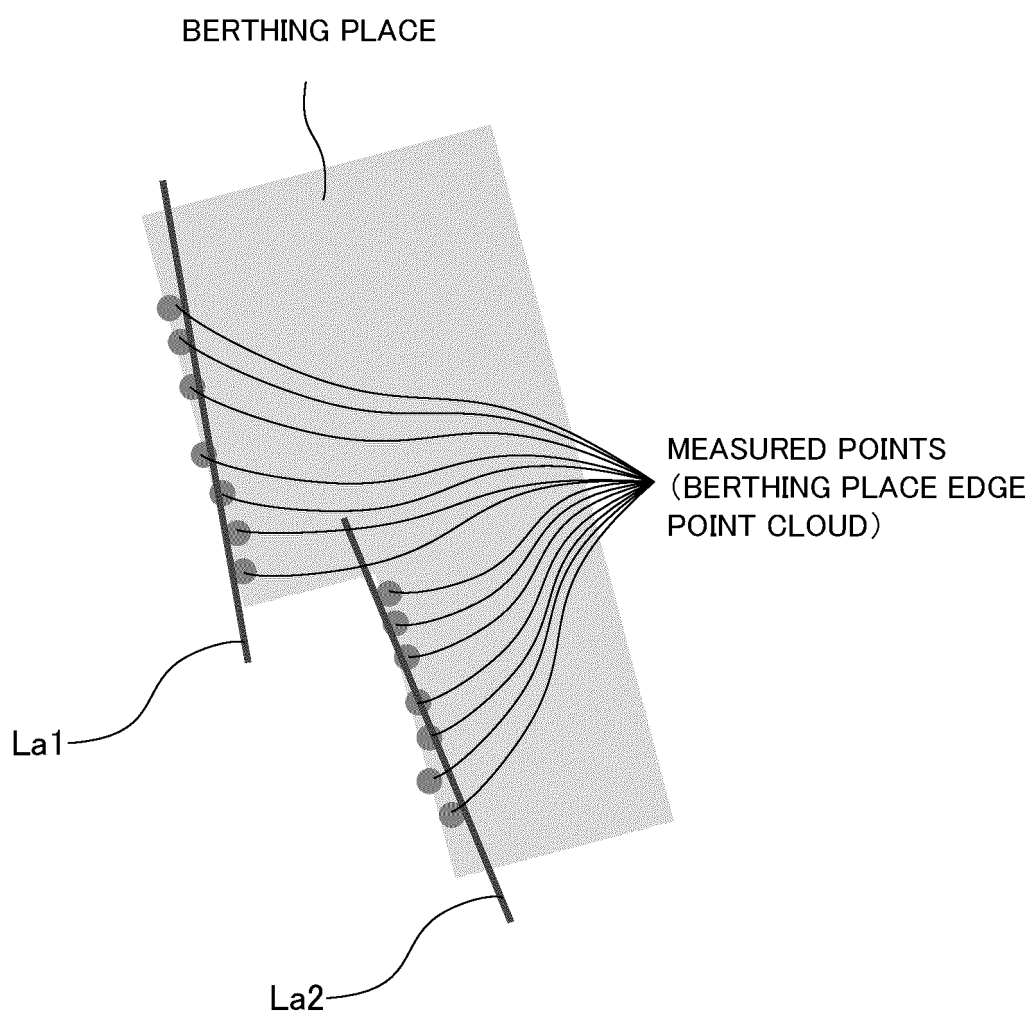 BERTHING PLACE
MEASURED POINTS
（BERTHING PLACE EDGE
POINT CLOUD）
La1
La2